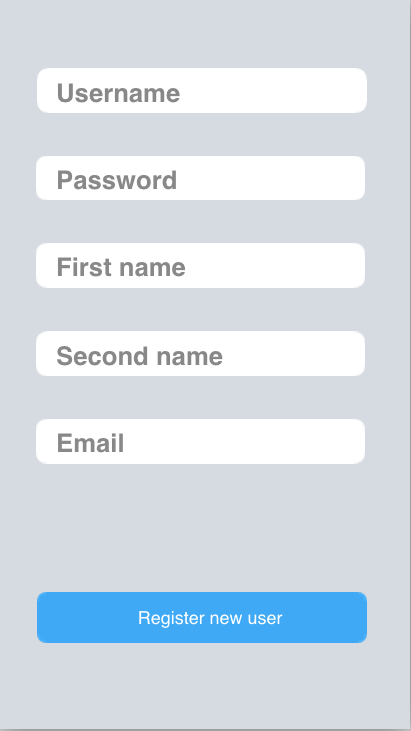 Username
Password
First name
Second name
Email
Register new user